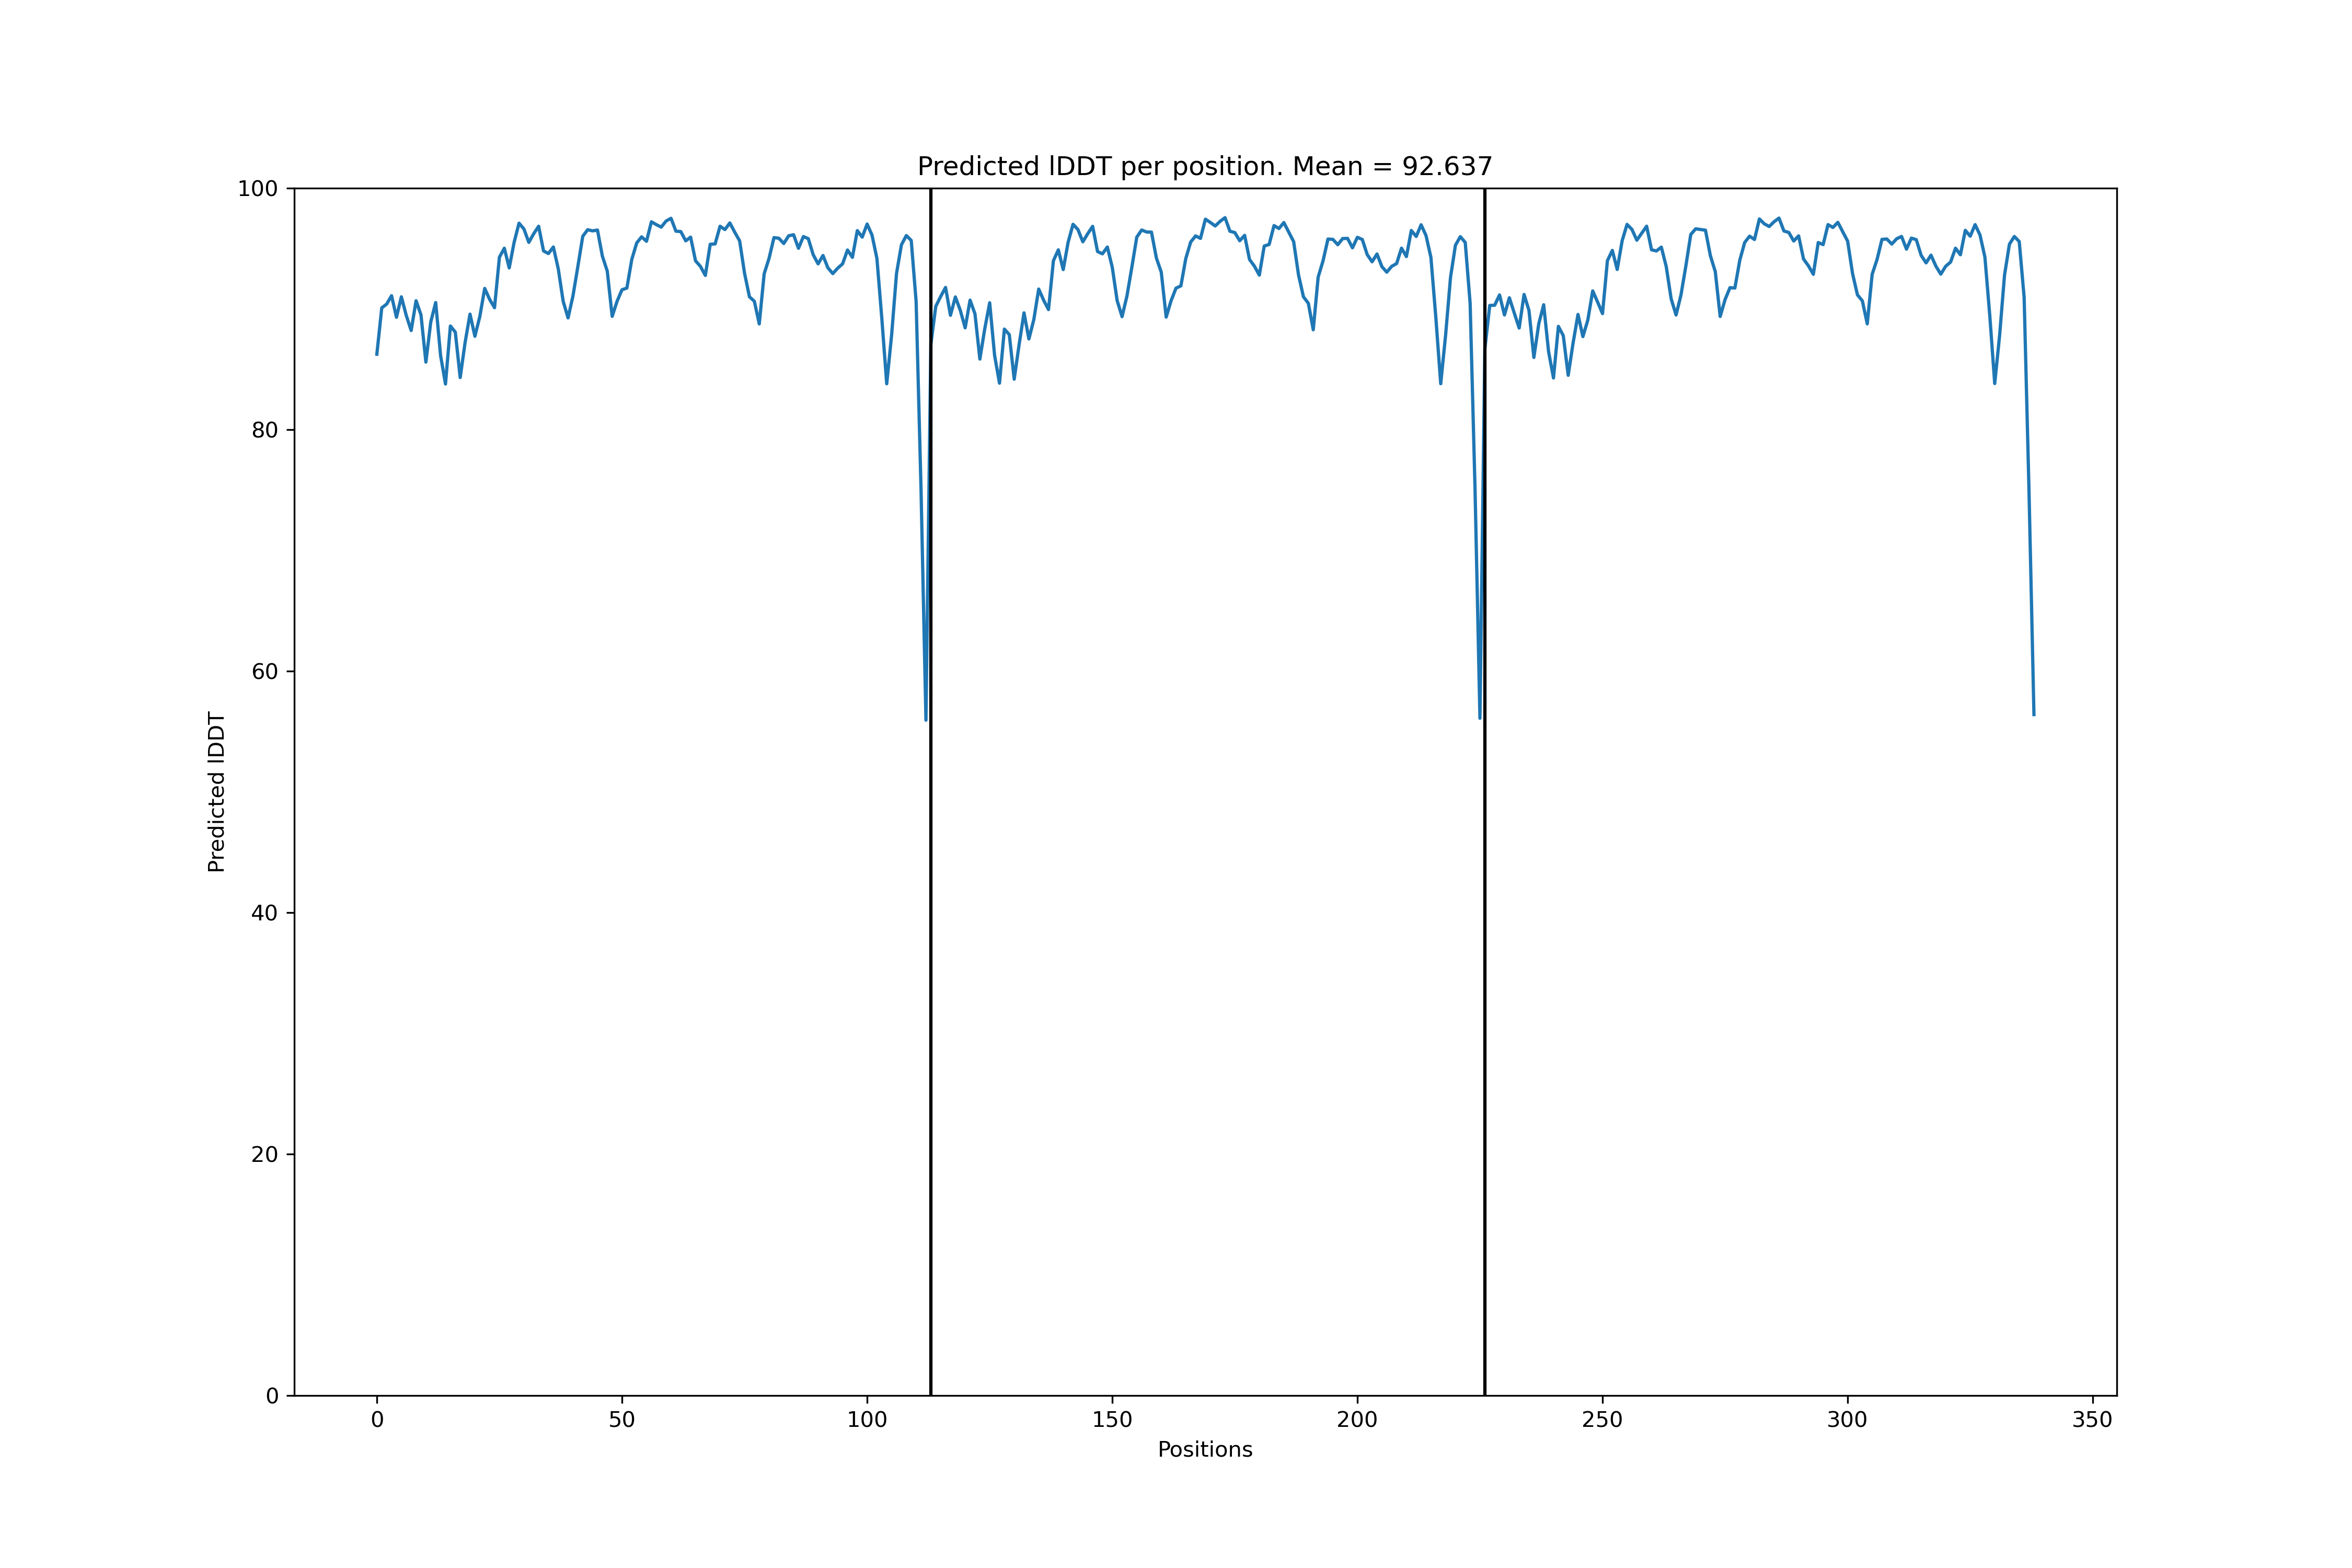 Predicted lDDT per position. Mean = 92.637
100
80
60
40
20
0
Predicted lDDT
0 50 100 150 200 250 300 350
Positions